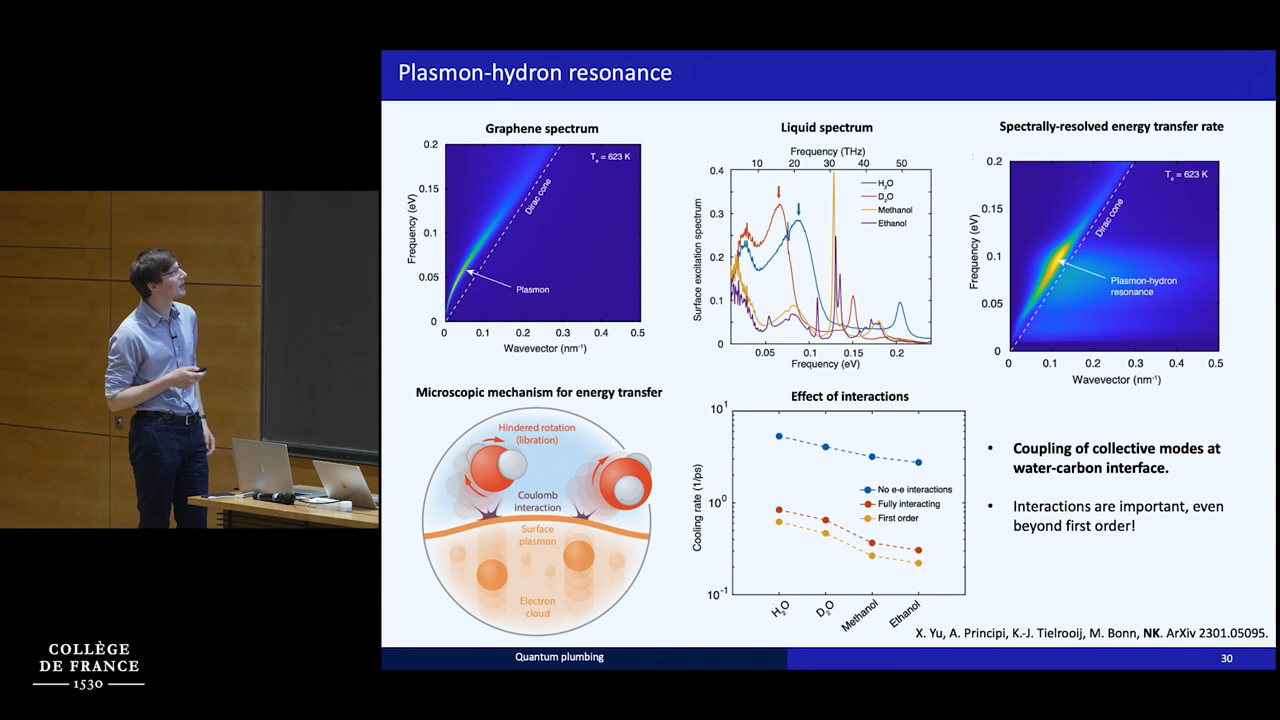 Plasmon-hydron resonance
Graphene spectrum
0.2
0.15
0.1
0.05
0
0
0.1
0.2
0.3
0.4
0.5
Frequency (eV)
Wavevector (nm⁻¹)
Tₑ = 623 K
Dirac cone
Plasmon
Liquid spectrum
Frequency (THz)
10
20
30
40
50
0.4
0.3
0.2
0.1
0
Surface excitation spectrum
H₂O
D₂O
Methanol
Ethanol
0.05
0.1
0.15
0.2
Frequency (eV)
Spectrally-resolved energy transfer rate
0.2
0.15
0.1
0.05
0
0
0.1
0.2
0.3
0.4
0.5
Frequency (eV)
Wavevector (nm⁻¹)
Tₑ = 623 K
Dirac cone
Plasmon-hydron
resonance
Microscopic mechanism for energy transfer
Hindered rotation
(libration)
Coulomb
interaction
Surface
plasmon
Electron
cloud
Effect of interactions
10¹
10⁰
10⁻¹
Cooling rate (1/ps)
No e-e interactions
Fully interacting
First order
H₂O
D₂O
Methanol
Ethanol
• Coupling of collective modes at
water-carbon interface.
• Interactions are important, even
beyond first order!
X. Yu, A. Principi, K.-J. Tielrooij, M. Bonn, NK. ArXiv 2301.05095.
Quantum plumbing
30
COLLÈGE
DE FRANCE
1530